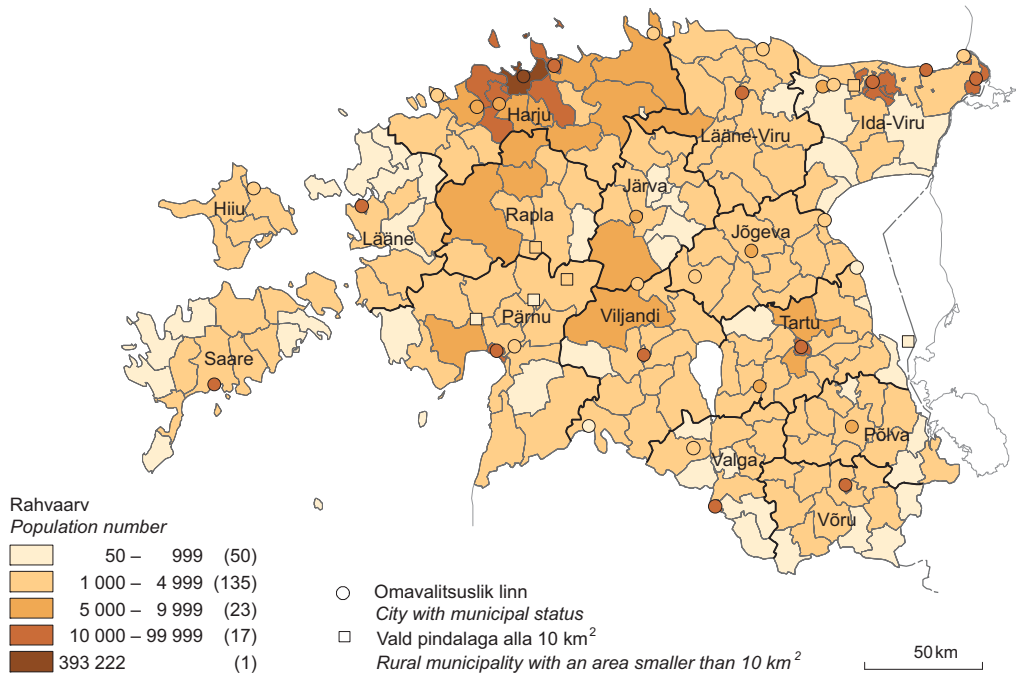 Harju
Lääne-Viru
Ida-Viru
Järva
Hiiu
Rapla
Lääne
Jõgeva
Pärnu
Viljandi
Tartu
Saare
Põlva
Valga
Võru
Rahvaarv
Population number
50 – 999 (50)
1 000 – 4 999 (135)
5 000 – 9 999 (23)
10 000 – 99 999 (17)
393 222 (1)
Omavalitsuslik linn
City with municipal status
Vald pindalaga alla 10 km²
Rural municipality with an area smaller than 10 km²
50 km